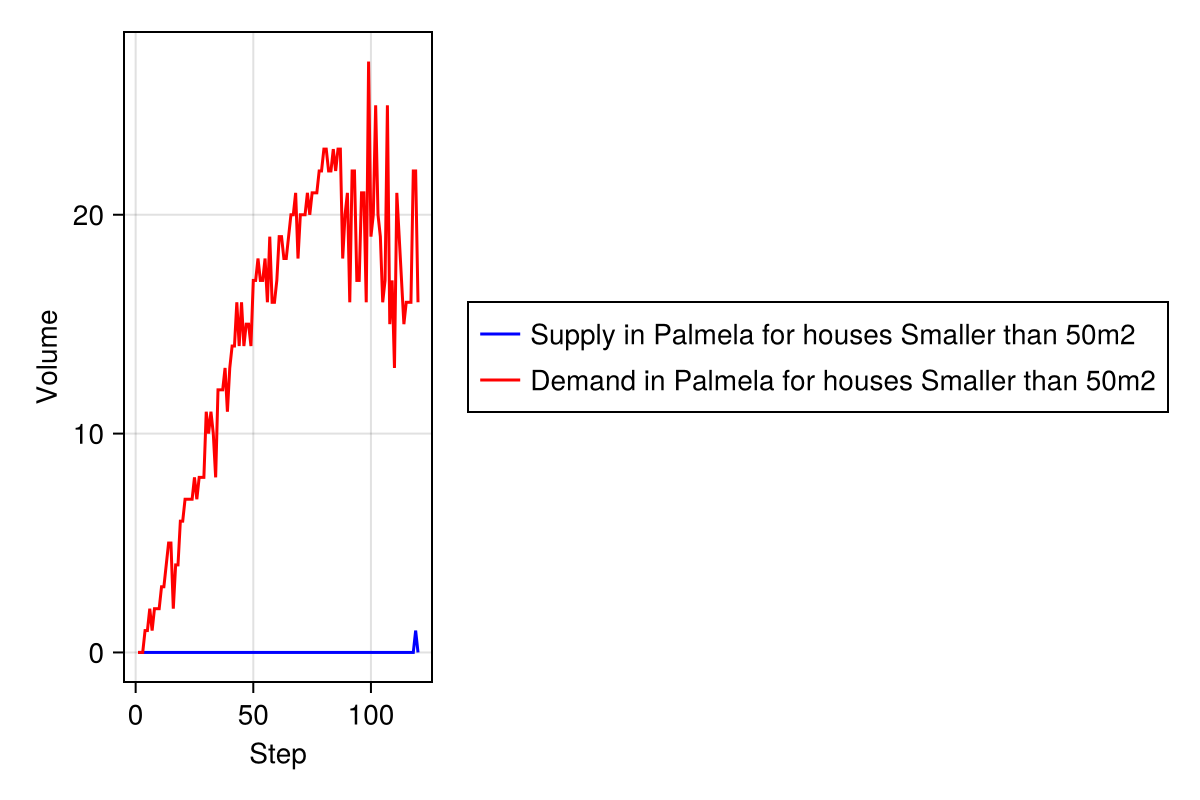 Volume
20
10
0
0 50 100
Step
Supply in Palmela for houses Smaller than 50m2
Demand in Palmela for houses Smaller than 50m2